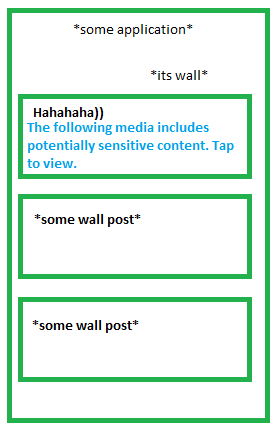 *some application*
*its wall*
Hahahaha))
The following media includes
potentially sensitive content. Tap
to view.
*some wall post*
*some wall post*